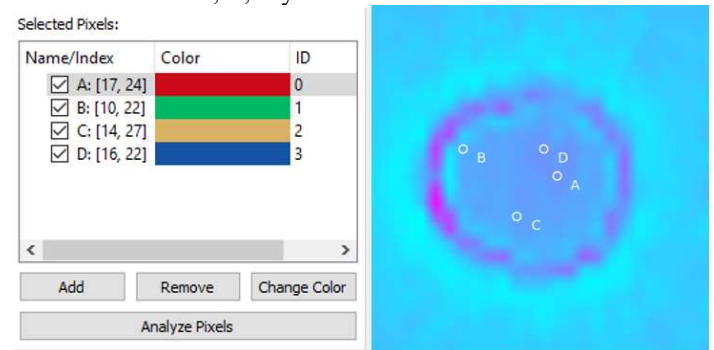 Selected Pixels:
Name/Index Color ID
A: [17, 24] 0
B: [10, 22] 1
C: [14, 27] 2
D: [16, 22] 3
Add Remove Change Color
Analyze Pixels
B
D
A
C